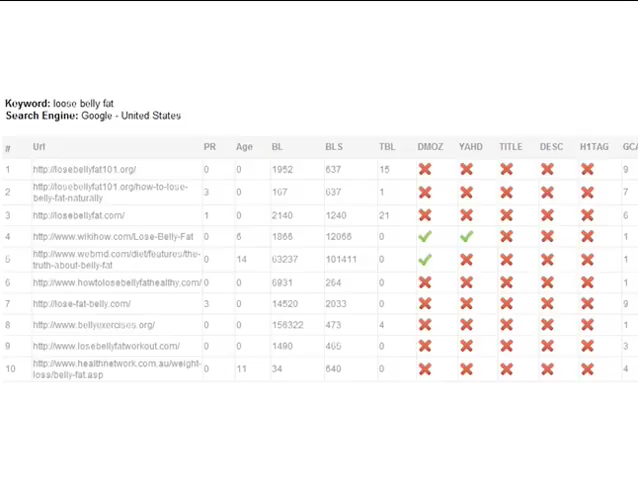 Keyword: loose belly fat
Search Engine: Google - United States
# Url PR Age BL BLS TBL DMOZ YAHD TITLE DESC H1TAG GCA
1 http://losebellyfat101.org/ 0 0 1952 637 15 9
2 http://losebellyfat101.org/how-to-lose-
belly-fat-naturally 3 0 167 637 1 7
3 http://losebellyfat.com/ 1 0 2140 1240 21 6
4 http://www.wikihow.com/Lose-Belly-Fat 0 6 1866 12066 0 1
5 http://www.webmd.com/diet/features/the-
truth-about-belly-fat 0 14 63237 101411 0 1
6 http://www.howtolosebellyfathealthy.com/ 0 0 6931 264 0 1
7 http://lose-fat-belly.com/ 3 0 14520 2033 0 9
8 http://www.bellyexercises.org/ 0 0 156322 473 4 1
9 http://www.losebellyfatworkout.com/ 0 0 1490 465 0 3
10 http://www.healthnetwork.com.au/weight-
loss/belly-fat.asp 0 11 34 640 0 4